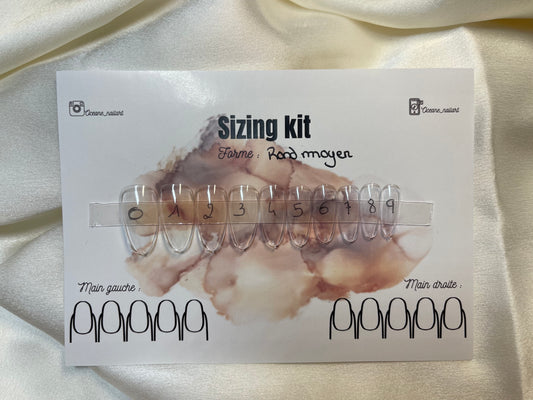 Oceane_nailart
Oceane_nailart
Sizing kit
Forme : Rond moyen
0 1 2 3 4 5 6 7 8 9
Main gauche :
Main droite :